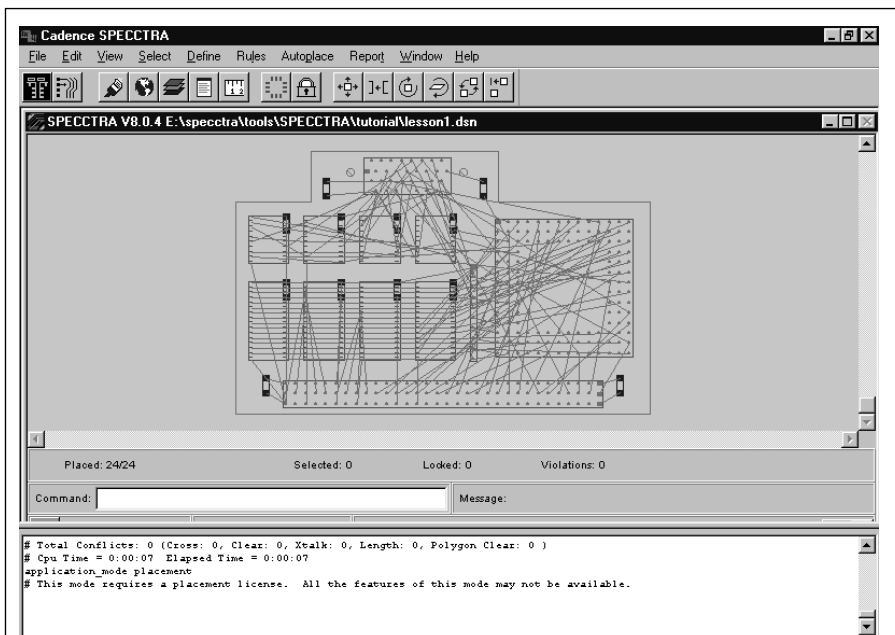 Cadence SPECCTRA
File Edit View Select Define Rules Autoplace Report Window Help
SPECCTRA V8.0.4 E:\specctra\tools\SPECCTRA\tutorial\lesson1.dsn
Placed: 24/24 Selected: 0 Locked: 0 Violations: 0
Command: Message:
# Total Conflicts: 0 (Cross: 0, Clear: 0, Xtalk: 0, Length: 0, Polygon Clear: 0 )
# Cpu Time = 0:00:07 Elapsed Time = 0:00:07
application_mode placement
# This mode requires a placement license. All the features of this mode may not be available.